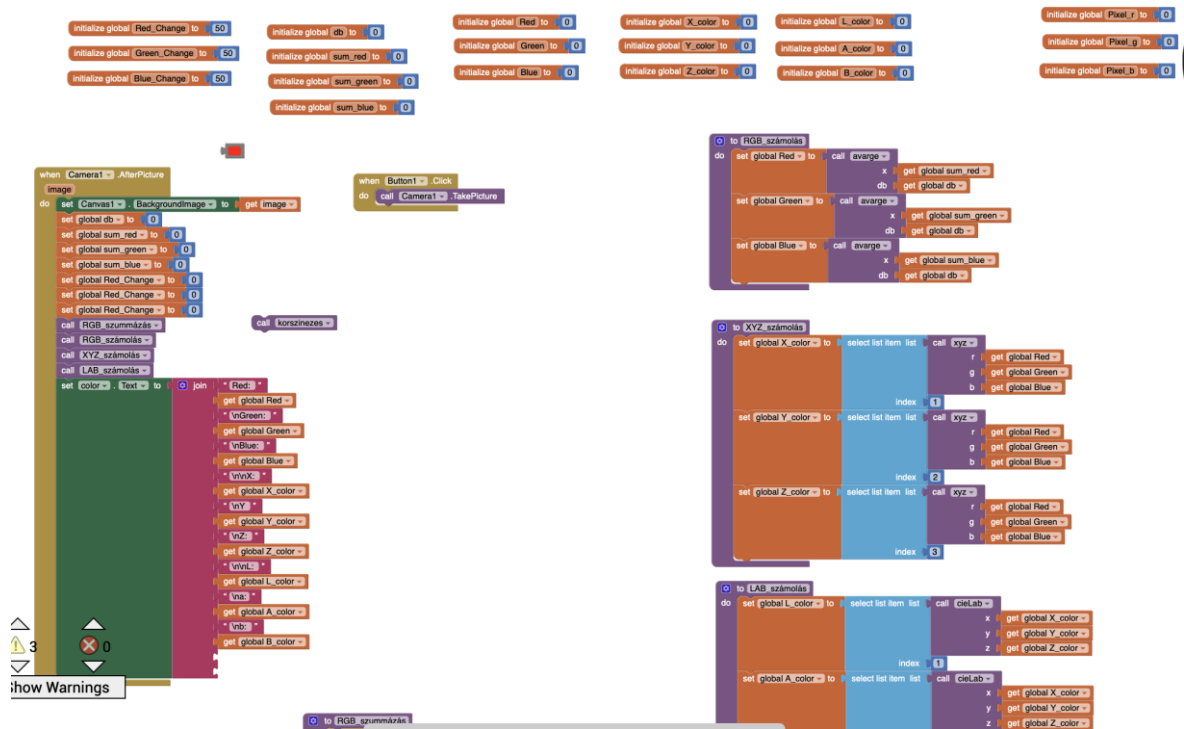 initialize global Red_Change to 50
initialize global Green_Change to 50
initialize global Blue_Change to 50
initialize global db to 0
initialize global sum_red to 0
initialize global sum_green to 0
initialize global sum_blue to 0
initialize global Red to 0
initialize global Green to 0
initialize global Blue to 0
initialize global X_color to 0
initialize global Y_color to 0
initialize global Z_color to 0
initialize global L_color to 0
initialize global A_color to 0
initialize global B_color to 0
initialize global Pixel_r to 0
initialize global Pixel_g to 0
initialize global Pixel_b to 0
when Camera1 .AfterPicture
image
do set Canvas1 . BackgroundImage to get image
set global db to 0
set global sum_red to 0
set global sum_green to 0
set global sum_blue to 0
set global Red_Change to 0
set global Red_Change to 0
set global Red_Change to 0
call RGB_szummázás
call RGB_számolás
call XYZ_számolás
call LAB_számolás
set color . Text to join " Red: "
get global Red
" \nGreen: "
get global Green
" \nBlue: "
get global Blue
" \n\nX: "
get global X_color
" \nY "
get global Y_color
" \nZ: "
get global Z_color
" \n\nL: "
get global L_color
" \na: "
get global A_color
" \nb: "
get global B_color
when Button1 .Click
do call Camera1 .TakePicture
call korszinezes
to RGB_számolás
do set global Red to call avarge
x get global sum_red
db get global db
set global Green to call avarge
x get global sum_green
db get global db
set global Blue to call avarge
x get global sum_blue
db get global db
to XYZ_számolás
do set global X_color to select list item list call xyz
r get global Red
g get global Green
b get global Blue
index 1
set global Y_color to select list item list call xyz
r get global Red
g get global Green
b get global Blue
index 2
set global Z_color to select list item list call xyz
r get global Red
g get global Green
b get global Blue
index 3
to LAB_számolás
do set global L_color to select list item list call cieLab
x get global X_color
y get global Y_color
z get global Z_color
index 1
set global A_color to select list item list call cieLab
x get global X_color
y get global Y_color
z get global Z_color
3 0
Show Warnings
to RGB_szummázás